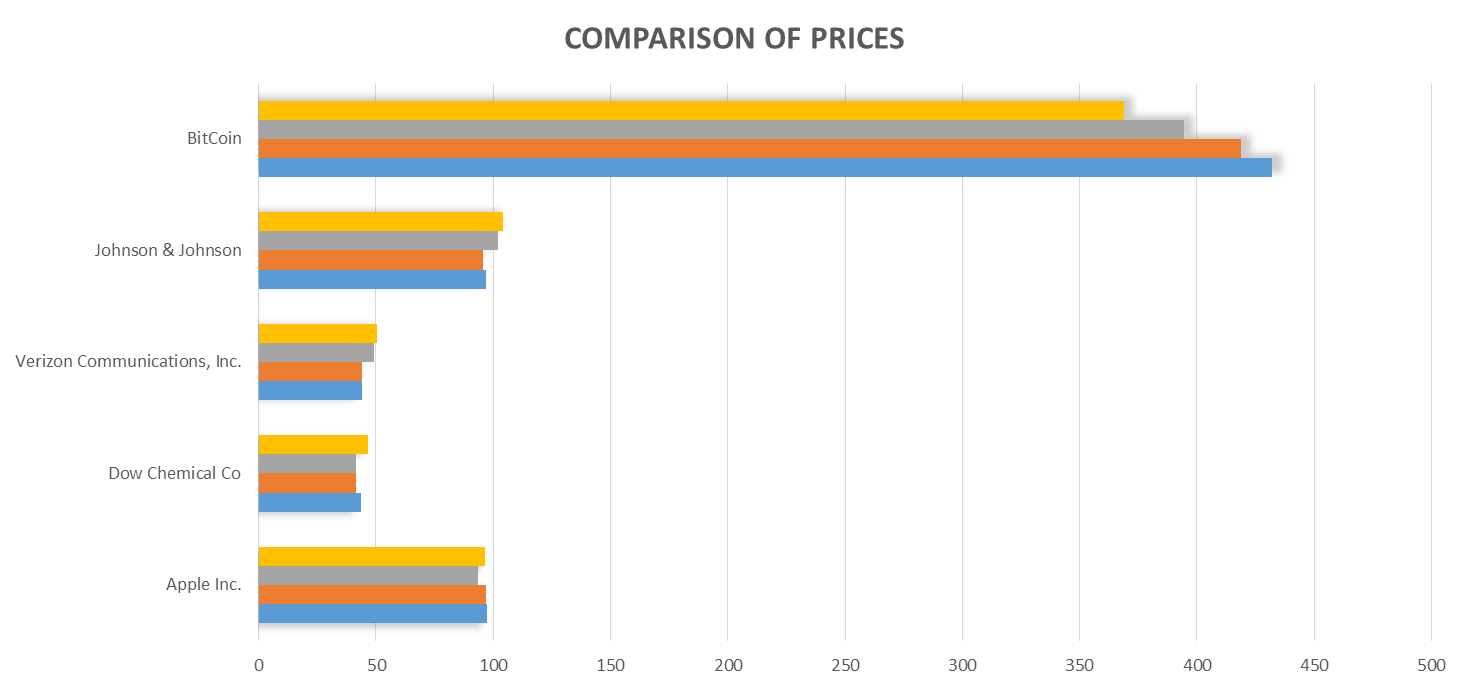 COMPARISON OF PRICES
BitCoin
Johnson & Johnson
Verizon Communications, Inc.
Dow Chemical Co
Apple Inc.
0 50 100 150 200 250 300 350 400 450 500